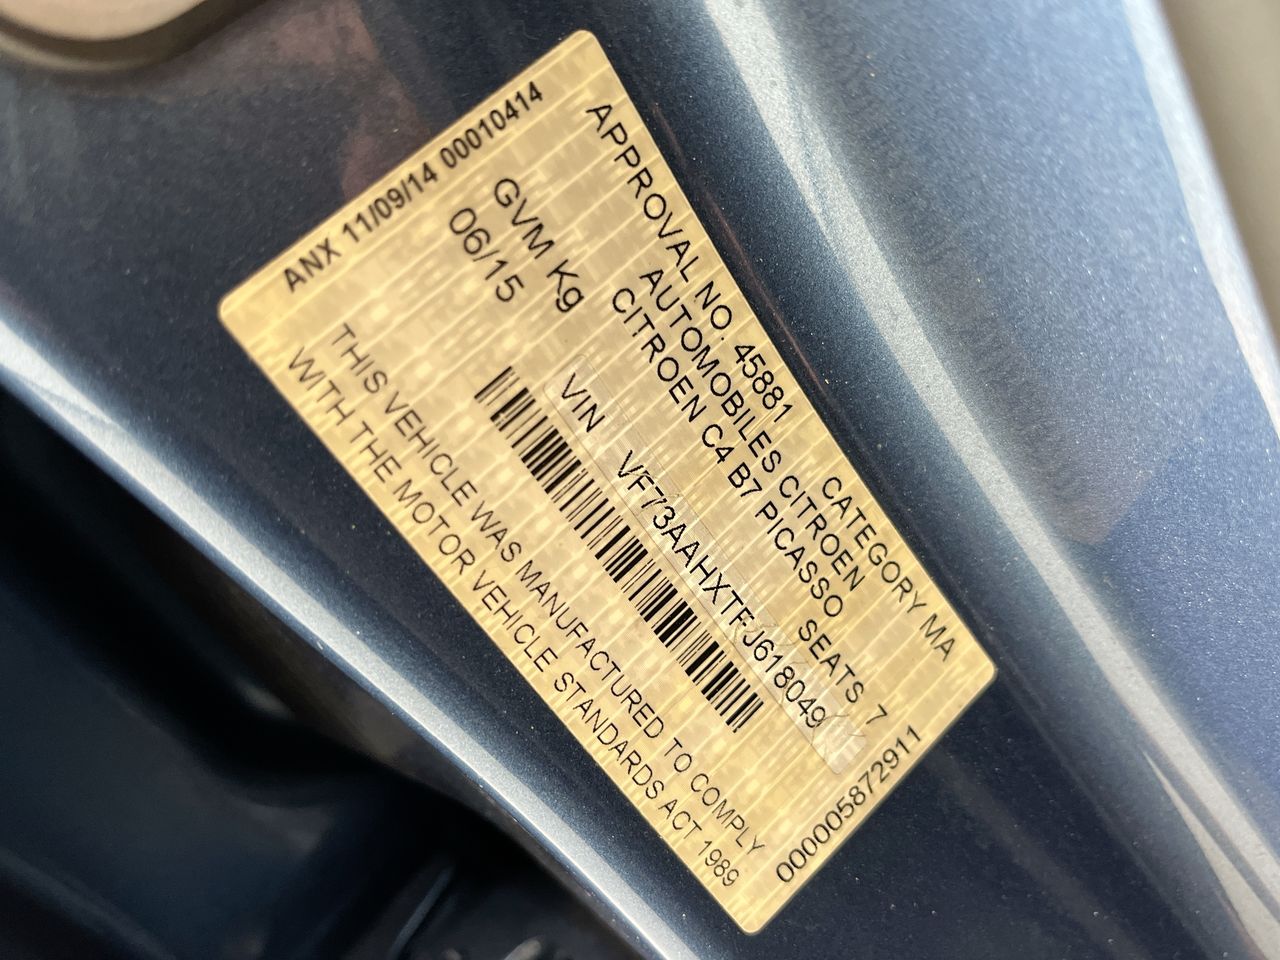 ANX 11/09/14 00010414
APPROVAL NO. 45881 CATEGORY MA
AUTOMOBILES CITROEN
CITROEN C4 B7 PICASSO SEATS 7
GVM Kg
06/15
VIN VF73AAHXTFJ618049
THIS VEHICLE WAS MANUFACTURED TO COMPLY
WITH THE MOTOR VEHICLE STANDARDS ACT 1989
000005872911